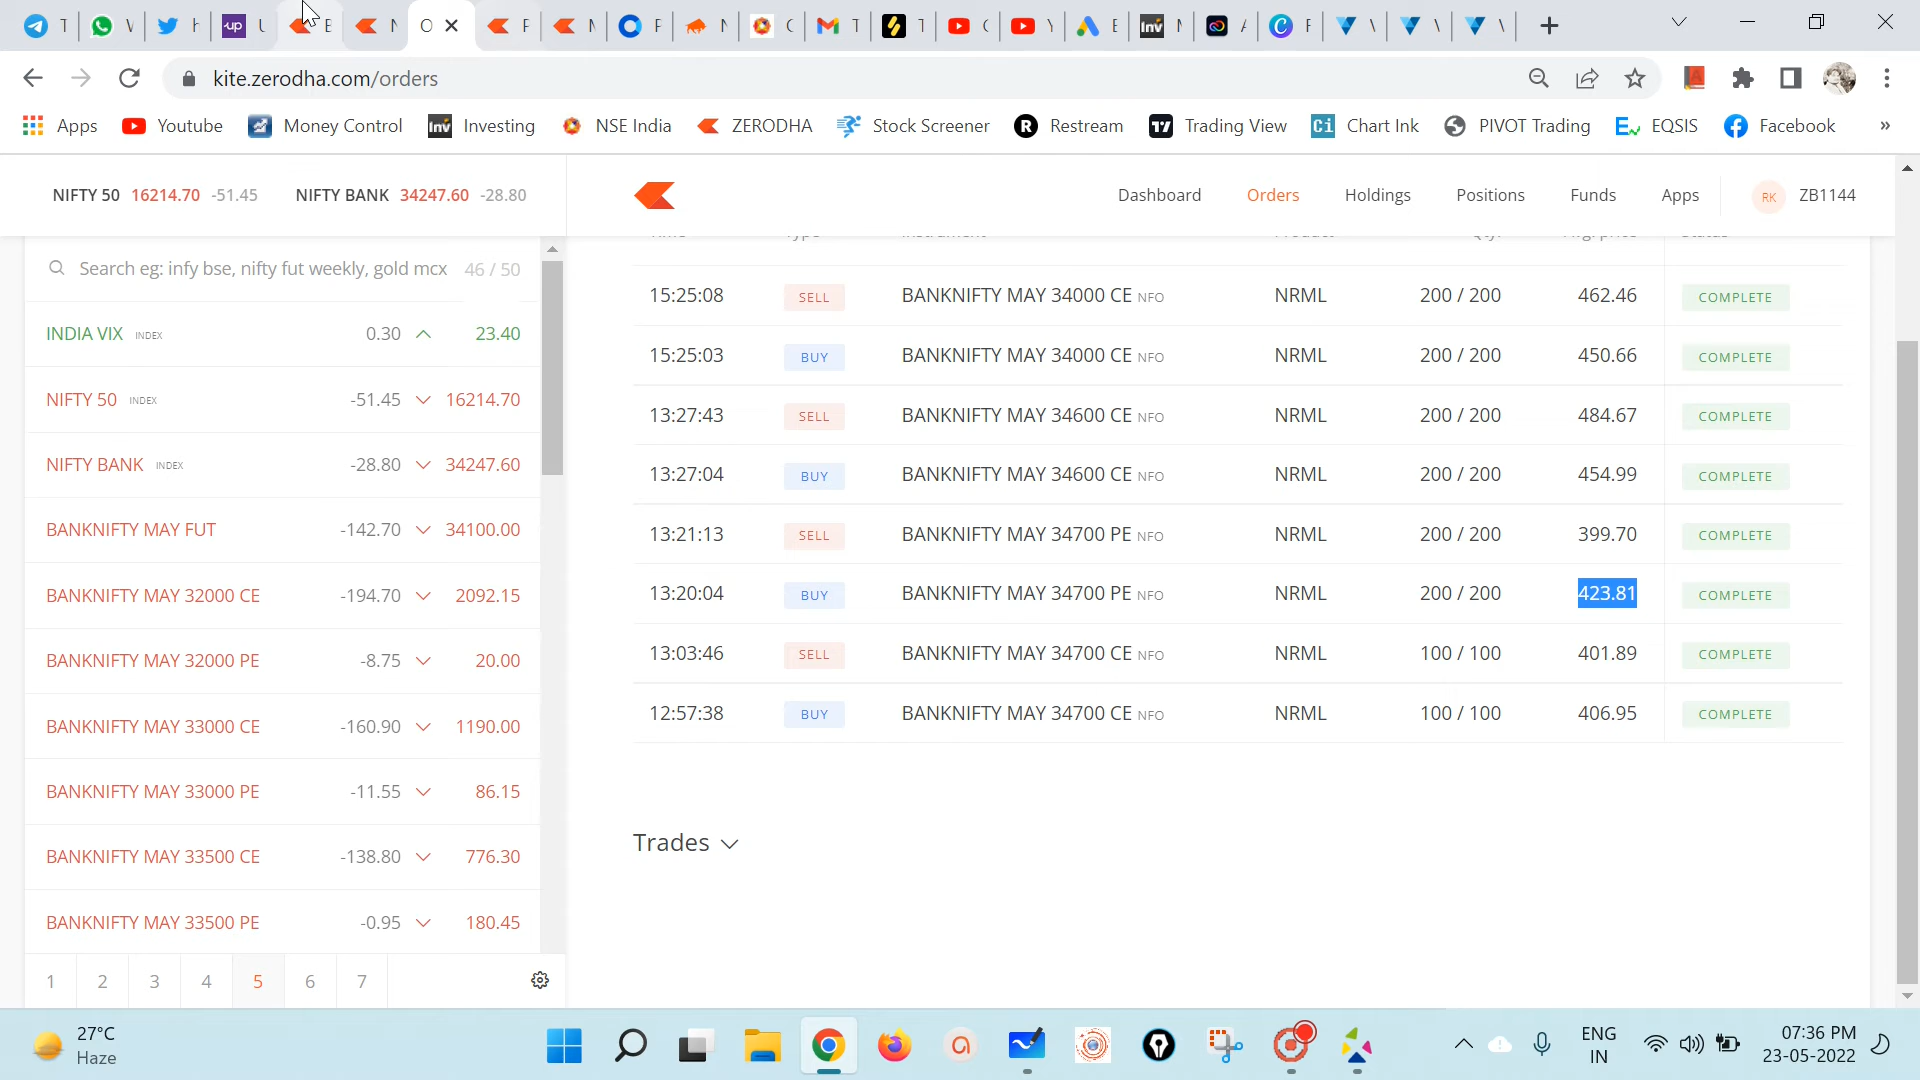 kite.zerodha.com/orders
Apps Youtube Money Control Investing NSE India ZERODHA Stock Screener Restream Trading View Chart Ink PIVOT Trading EQSIS Facebook »
NIFTY 50 16214.70 -51.45 NIFTY BANK 34247.60 -28.80
Dashboard Orders Holdings Positions Funds Apps RK ZB1144
Search eg: infy bse, nifty fut weekly, gold mcx 46 / 50
INDIA VIX INDEX 0.30 23.40
NIFTY 50 INDEX -51.45 16214.70
NIFTY BANK INDEX -28.80 34247.60
BANKNIFTY MAY FUT -142.70 34100.00
BANKNIFTY MAY 32000 CE -194.70 2092.15
BANKNIFTY MAY 32000 PE -8.75 20.00
BANKNIFTY MAY 33000 CE -160.90 1190.00
BANKNIFTY MAY 33000 PE -11.55 86.15
BANKNIFTY MAY 33500 CE -138.80 776.30
BANKNIFTY MAY 33500 PE -0.95 180.45
1 2 3 4 5 6 7
15:25:08 SELL BANKNIFTY MAY 34000 CE NFO NRML 200 / 200 462.46 COMPLETE
15:25:03 BUY BANKNIFTY MAY 34000 CE NFO NRML 200 / 200 450.66 COMPLETE
13:27:43 SELL BANKNIFTY MAY 34600 CE NFO NRML 200 / 200 484.67 COMPLETE
13:27:04 BUY BANKNIFTY MAY 34600 CE NFO NRML 200 / 200 454.99 COMPLETE
13:21:13 SELL BANKNIFTY MAY 34700 PE NFO NRML 200 / 200 399.70 COMPLETE
13:20:04 BUY BANKNIFTY MAY 34700 PE NFO NRML 200 / 200 423.81 COMPLETE
13:03:46 SELL BANKNIFTY MAY 34700 CE NFO NRML 100 / 100 401.89 COMPLETE
12:57:38 BUY BANKNIFTY MAY 34700 CE NFO NRML 100 / 100 406.95 COMPLETE
Trades
27°C
Haze
ENG
IN
07:36 PM
23-05-2022